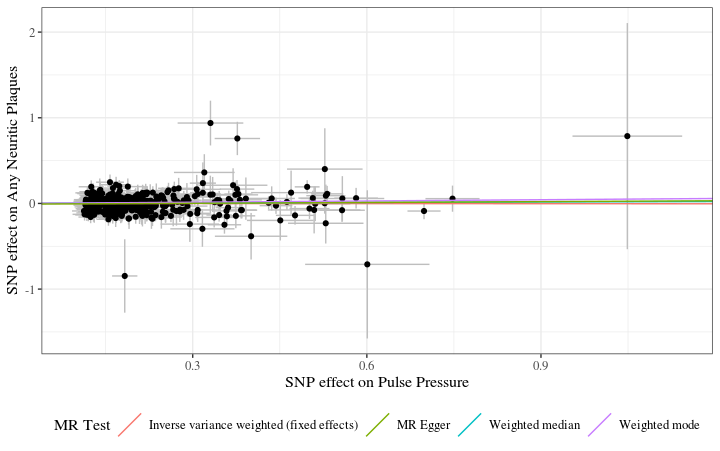 SNP effect on Any Neuritic Plaques
2
1
0
-1
0.3
0.6
0.9
SNP effect on Pulse Pressure
MR Test
Inverse variance weighted (fixed effects)
MR Egger
Weighted median
Weighted mode